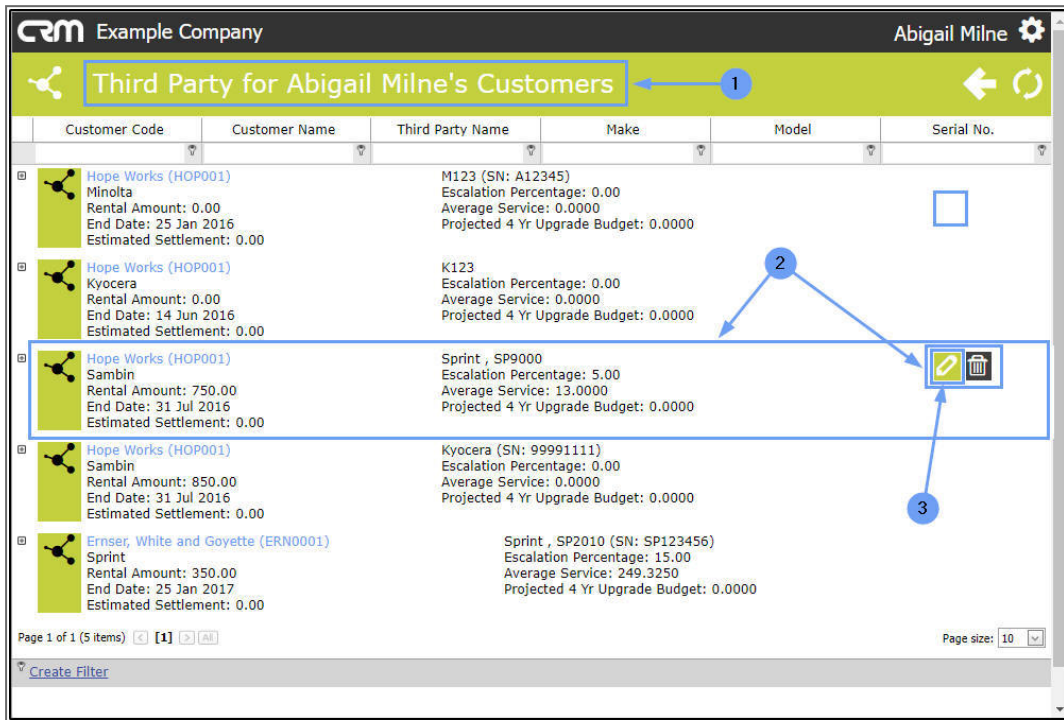 CRM Example Company Abigail Milne
Third Party for Abigail Milne's Customers 1
Customer Code Customer Name Third Party Name Make Model Serial No.
Hope Works (HOP001) M123 (SN: A12345)
Minolta Escalation Percentage: 0.00
Rental Amount: 0.00 Average Service: 0.0000
End Date: 25 Jan 2016 Projected 4 Yr Upgrade Budget: 0.0000
Estimated Settlement: 0.00
Hope Works (HOP001) K123 2
Kyocera Escalation Percentage: 0.00
Rental Amount: 0.00 Average Service: 0.0000
End Date: 14 Jun 2016 Projected 4 Yr Upgrade Budget: 0.0000
Estimated Settlement: 0.00
Hope Works (HOP001) Sprint , SP9000
Sambin Escalation Percentage: 5.00
Rental Amount: 750.00 Average Service: 13.0000
End Date: 31 Jul 2016 Projected 4 Yr Upgrade Budget: 0.0000
Estimated Settlement: 0.00
Hope Works (HOP001) Kyocera (SN: 99991111)
Sambin Escalation Percentage: 0.00
Rental Amount: 850.00 Average Service: 0.0000
End Date: 31 Jul 2016 Projected 4 Yr Upgrade Budget: 0.0000
Estimated Settlement: 0.00
3
Ernser, White and Goyette (ERN0001) Sprint , SP2010 (SN: SP123456)
Sprint Escalation Percentage: 15.00
Rental Amount: 350.00 Average Service: 249.3250
End Date: 25 Jan 2017 Projected 4 Yr Upgrade Budget: 0.0000
Estimated Settlement: 0.00
Page 1 of 1 (5 items) [1] All Page size: 10
Create Filter